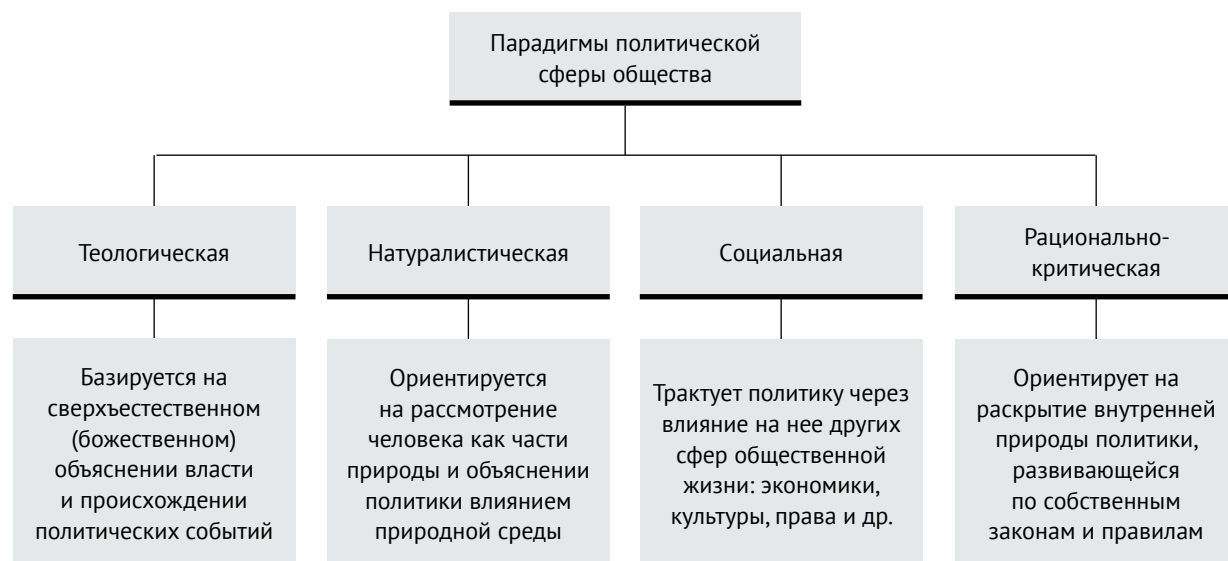 Парадигмы политической
сферы общества
Теологическая
Натуралистическая
Социальная
Рационально-
критическая
Базируется на
сверхъестественном
(божественном)
объяснении власти
и происхождении
политических событий
Ориентируется
на рассмотрение
человека как части
природы и объяснении
политики влиянием
природной среды
Трактует политику через
влияние на нее других
сфер общественной
жизни: экономики,
культуры, права и др.
Ориентирует на
раскрытие внутренней
природы политики,
развивающейся
по собственным
законам и правилам